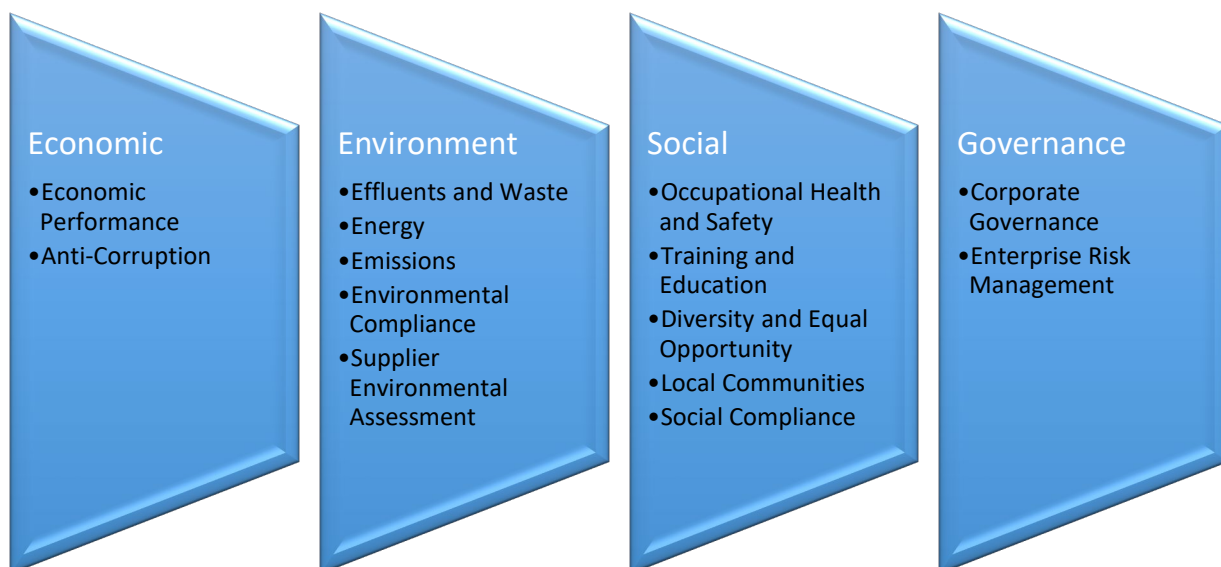 Economic
•Economic
Performance
•Anti-Corruption
Environment
•Effluents and Waste
•Energy
•Emissions
•Environmental
Compliance
•Supplier
Environmental
Assessment
Social
•Occupational Health
and Safety
•Training and
Education
•Diversity and Equal
Opportunity
•Local Communities
•Social Compliance
Governance
•Corporate
Governance
•Enterprise Risk
Management